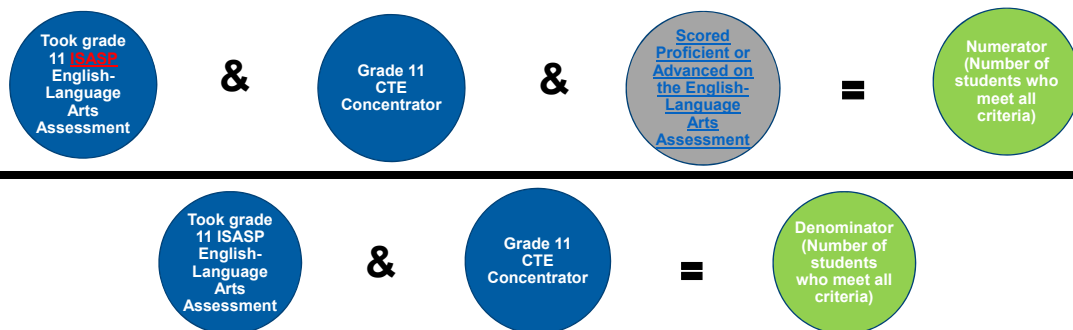 Took grade
11 ISASP
English-
Language
Arts
Assessment
&
Grade 11
CTE
Concentrator
&
Scored
Proficient or
Advanced on
the English-
Language
Arts
Assessment
=
Numerator
(Number of
students who
meet all
criteria)
Took grade
11 ISASP
English-
Language
Arts
Assessment
&
Grade 11
CTE
Concentrator
=
Denominator
(Number of
students
who meet all
criteria)